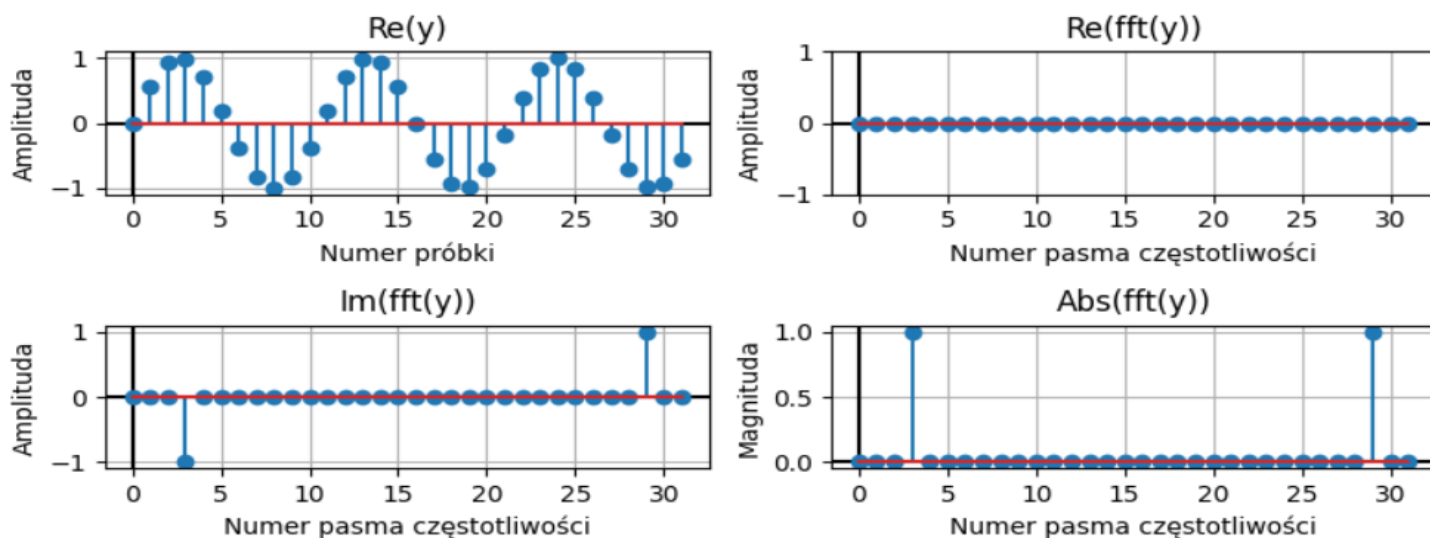 Re(y)
Amplituda
1
0
−1
0 5 10 15 20 25 30
Numer próbki
Re(fft(y))
Amplituda
1
0
−1
0 5 10 15 20 25 30
Numer pasma częstotliwości
Im(fft(y))
Amplituda
1
0
−1
0 5 10 15 20 25 30
Numer pasma częstotliwości
Abs(fft(y))
Magnituda
1.0
0.5
0.0
0 5 10 15 20 25 30
Numer pasma częstotliwości